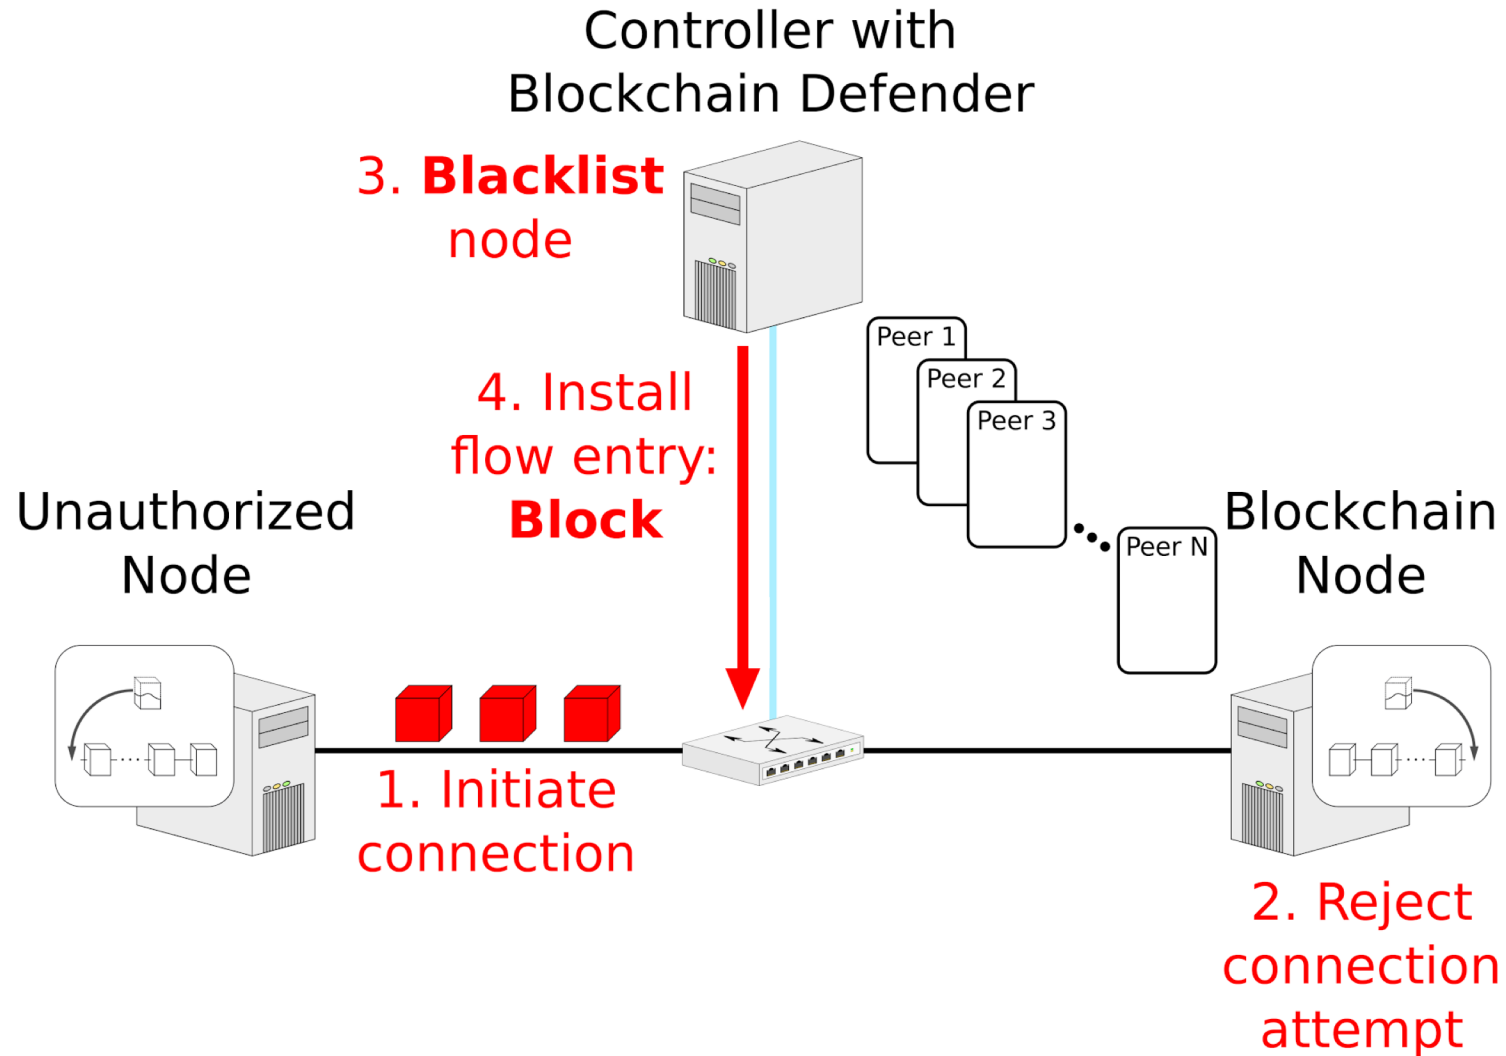 Controller with
Blockchain Defender
3. Blacklist
node
Peer 1
Peer 2
Peer 3
Peer N
4. Install
flow entry:
Block
Unauthorized
Node
Blockchain
Node
1. Initiate
connection
2. Reject
connection
attempt